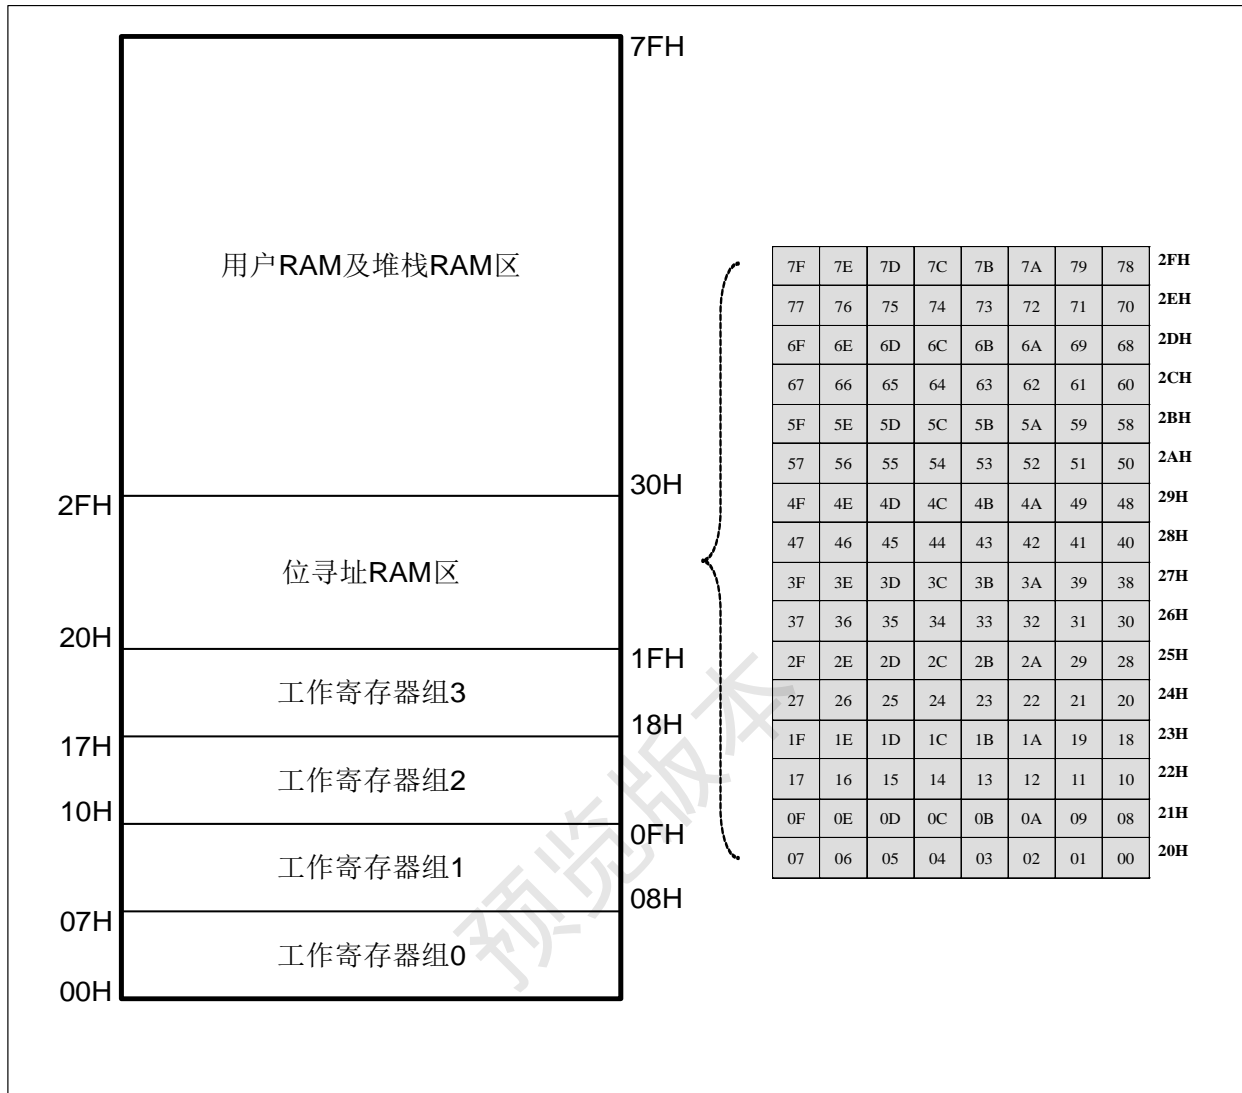 7FH
用户RAM及堆栈RAM区
30H
2FH
位寻址RAM区
20H
1FH
工作寄存器组3
18H
17H
工作寄存器组2
10H
0FH
工作寄存器组1
08H
07H
工作寄存器组0
00H
7F 7E 7D 7C 7B 7A 79 78 2FH
77 76 75 74 73 72 71 70 2EH
6F 6E 6D 6C 6B 6A 69 68 2DH
67 66 65 64 63 62 61 60 2CH
5F 5E 5D 5C 5B 5A 59 58 2BH
57 56 55 54 53 52 51 50 2AH
4F 4E 4D 4C 4B 4A 49 48 29H
47 46 45 44 43 42 41 40 28H
3F 3E 3D 3C 3B 3A 39 38 27H
37 36 35 34 33 32 31 30 26H
2F 2E 2D 2C 2B 2A 29 28 25H
27 26 25 24 23 22 21 20 24H
1F 1E 1D 1C 1B 1A 19 18 23H
17 16 15 14 13 12 11 10 22H
0F 0E 0D 0C 0B 0A 09 08 21H
07 06 05 04 03 02 01 00 20H
预览版本